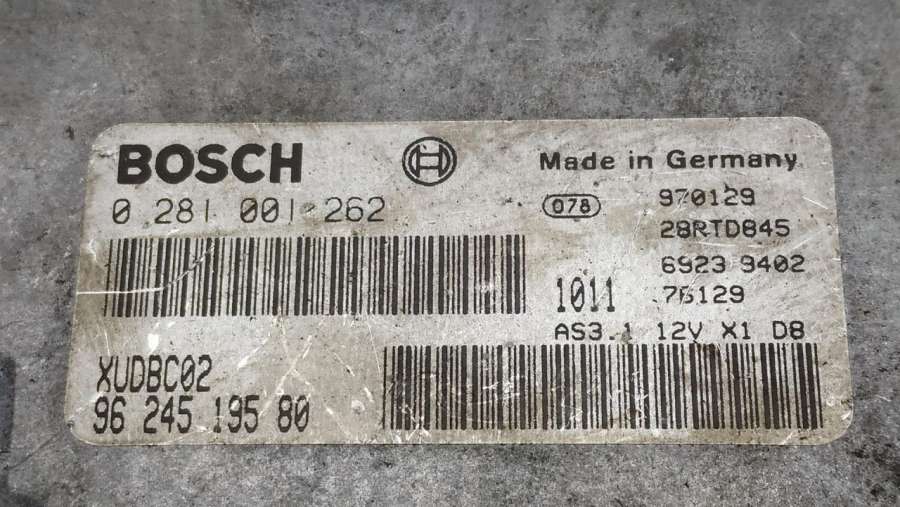 BOSCH
Made in Germany
0 281 001 262
078
970129
28RTD845
6923 9402
1011
76129
AS3.1 12V X1 D8
XUDBC02
96 245 195 80